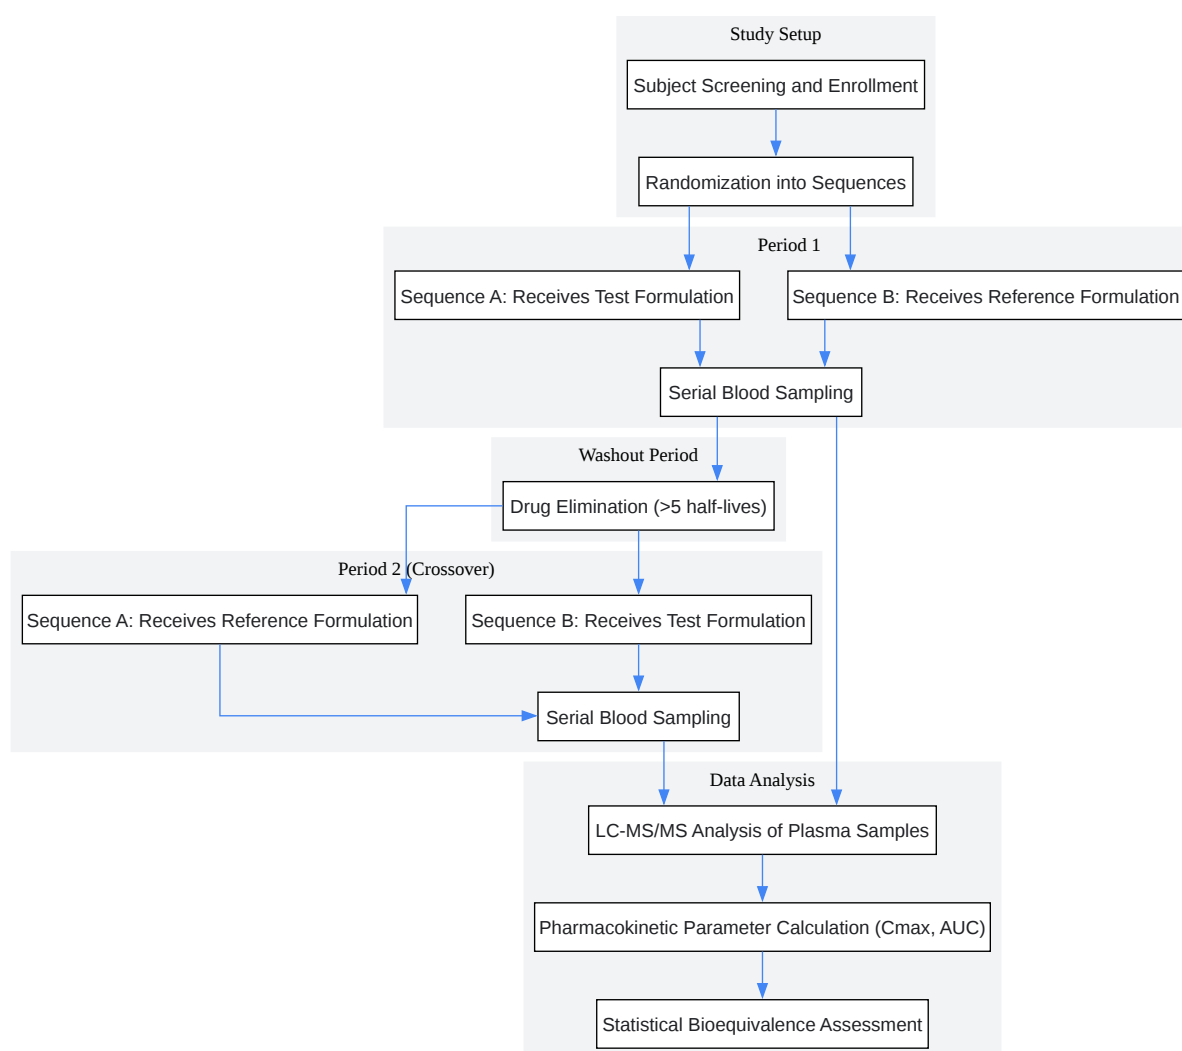 Study Setup
Subject Screening and Enrollment
Randomization into Sequences
Period 1
Sequence A: Receives Test Formulation
Sequence B: Receives Reference Formulation
Serial Blood Sampling
Washout Period
Drug Elimination (>5 half-lives)
Period 2 (Crossover)
Sequence A: Receives Reference Formulation
Sequence B: Receives Test Formulation
Serial Blood Sampling
Data Analysis
LC-MS/MS Analysis of Plasma Samples
Pharmacokinetic Parameter Calculation (Cmax, AUC)
Statistical Bioequivalence Assessment